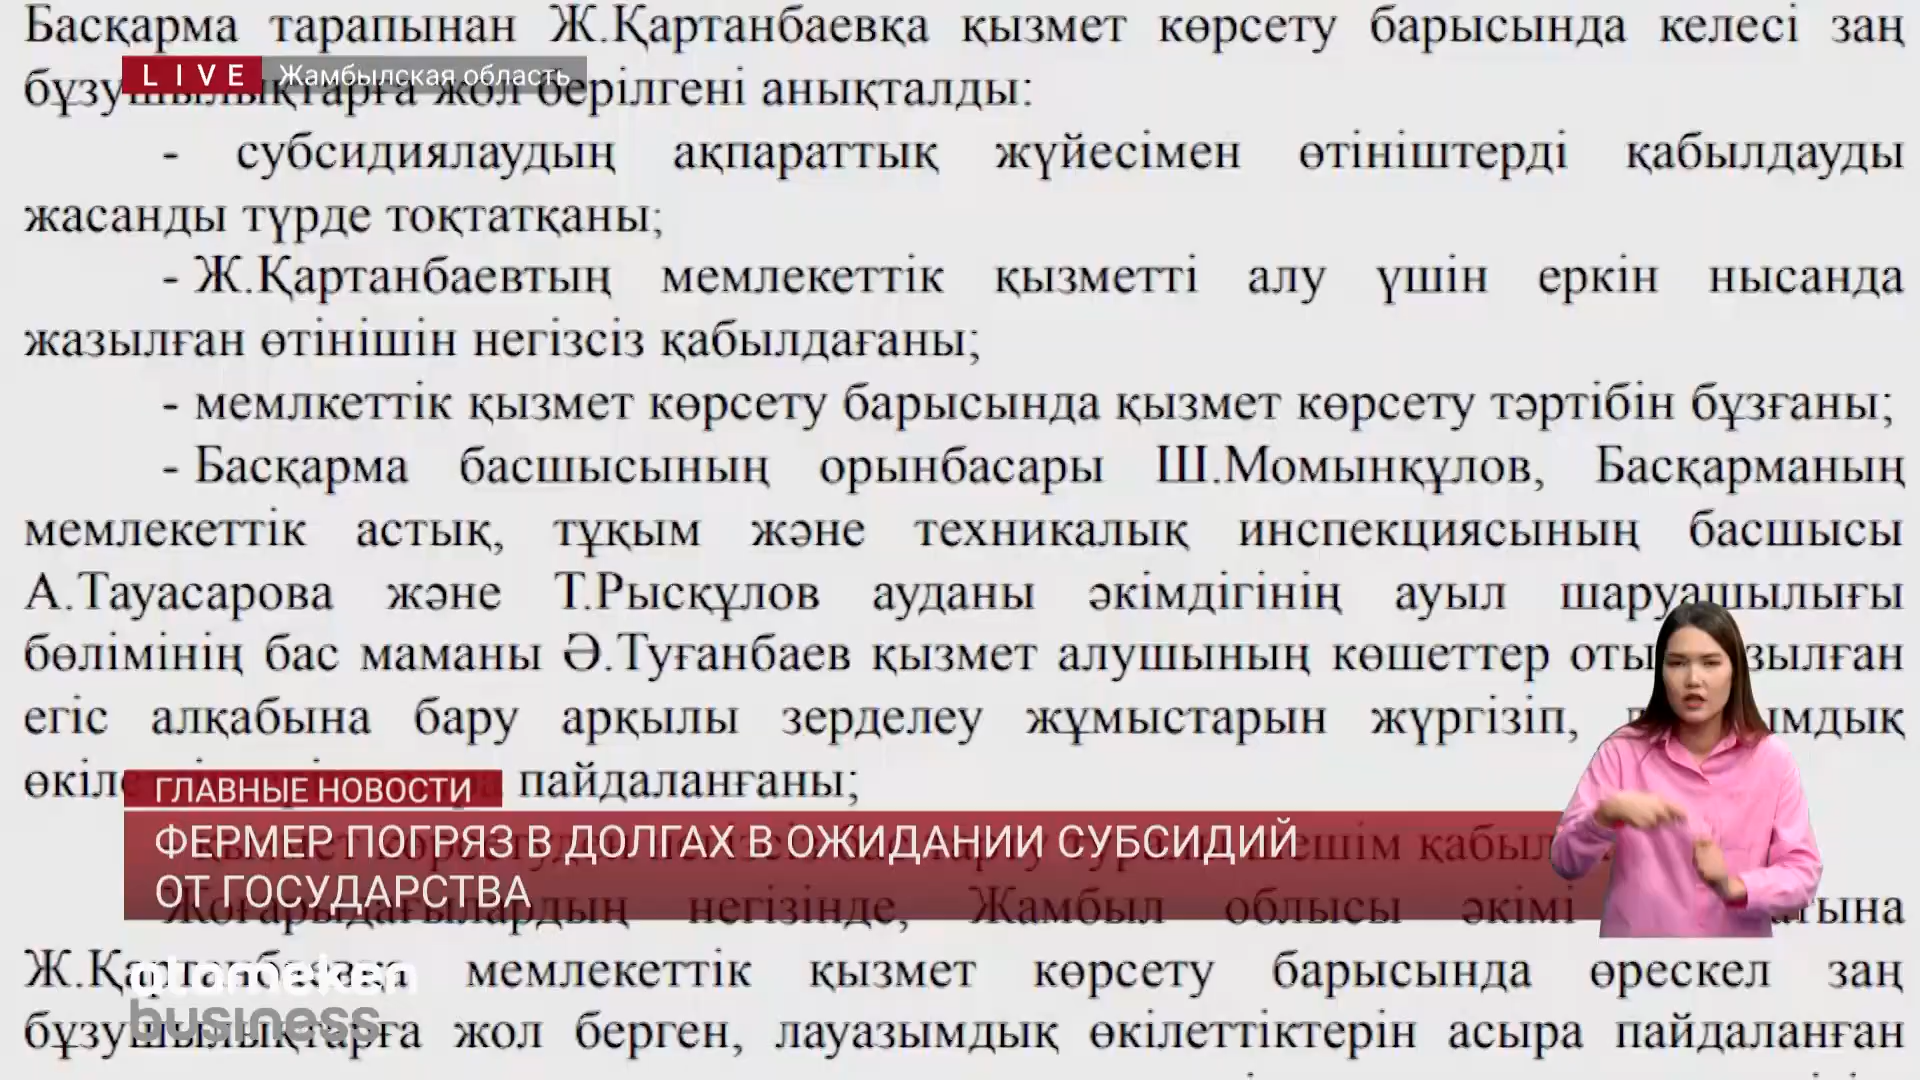 Басқарма тарапынан Ж.Қартанбаевқа қызмет көрсету барысында келесі заң
LIVE Жамбылская область
бұзушылықтарға жол берілгені анықталды:
- субсидиялаудың ақпараттық жүйесімен өтініштерді қабылдауды
жасанды түрде тоқтатқаны;
- Ж.Қартанбаевтың мемлекеттік қызметті алу үшін еркін нысанда
жазылған өтінішін негізсіз қабылдағаны;
- мемлкеттік қызмет көрсету барысында қызмет көрсету тәртібін бұзғаны;
- Басқарма басшысының орынбасары Ш.Момынқұлов, Басқарманың
мемлекеттік астық, тұқым және техникалық инспекциясының басшысы
А.Тауасарова және Т.Рысқұлов ауданы әкімдігінің ауыл шаруашылығы
бөлімінің бас маманы Ә.Туғанбаев қызмет алушының көшеттер
егіс алқабына бару арқылы зерделеу жұмыстарын жүргізіп,
пайдаланғаны;
ГЛАВНЫЕ НОВОСТИ
ФЕРМЕР ПОГРЯЗ В ДОЛГАХ В ОЖИДАНИИ СУБСИДИЙ
ОТ ГОСУДАРСТВА
Жоғарыдағылардың негізінде, Жамбыл облысы әкімі
Ж.Қартанбаевқа мемлекеттік қызмет көрсету барысында өрескел заң
бұзушылықтарға жол берген, лауазымдық өкілеттіктерін асыра пайдаланған
atameken
business